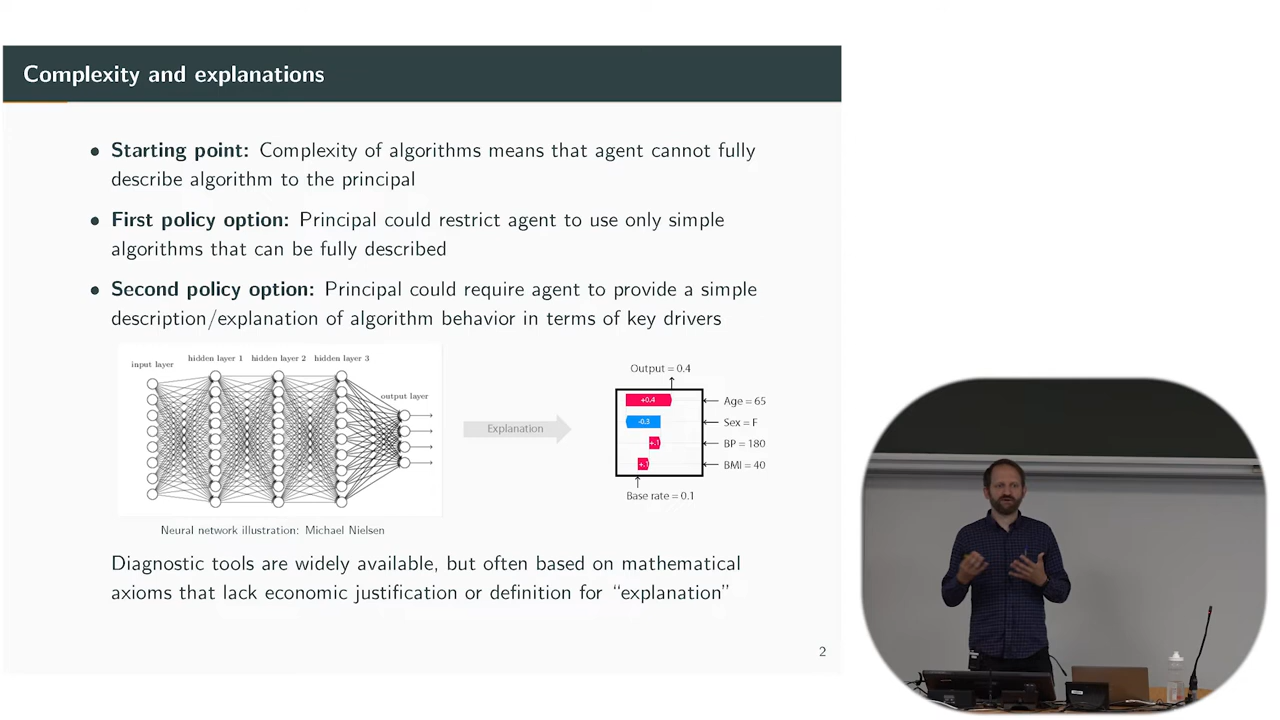 Complexity and explanations
• Starting point: Complexity of algorithms means that agent cannot fully
describe algorithm to the principal
• First policy option: Principal could restrict agent to use only simple
algorithms that can be fully described
• Second policy option: Principal could require agent to provide a simple
description/explanation of algorithm behavior in terms of key drivers
input layer
hidden layer 1 hidden layer 2 hidden layer 3
output layer
Neural network illustration: Michael Nielsen
Explanation
Output = 0.4
+0.4
Age = 65
-0.3
Sex = F
+.1
BP = 180
+.1
BMI = 40
Base rate = 0.1
Diagnostic tools are widely available, but often based on mathematical
axioms that lack economic justification or definition for “explanation”
2